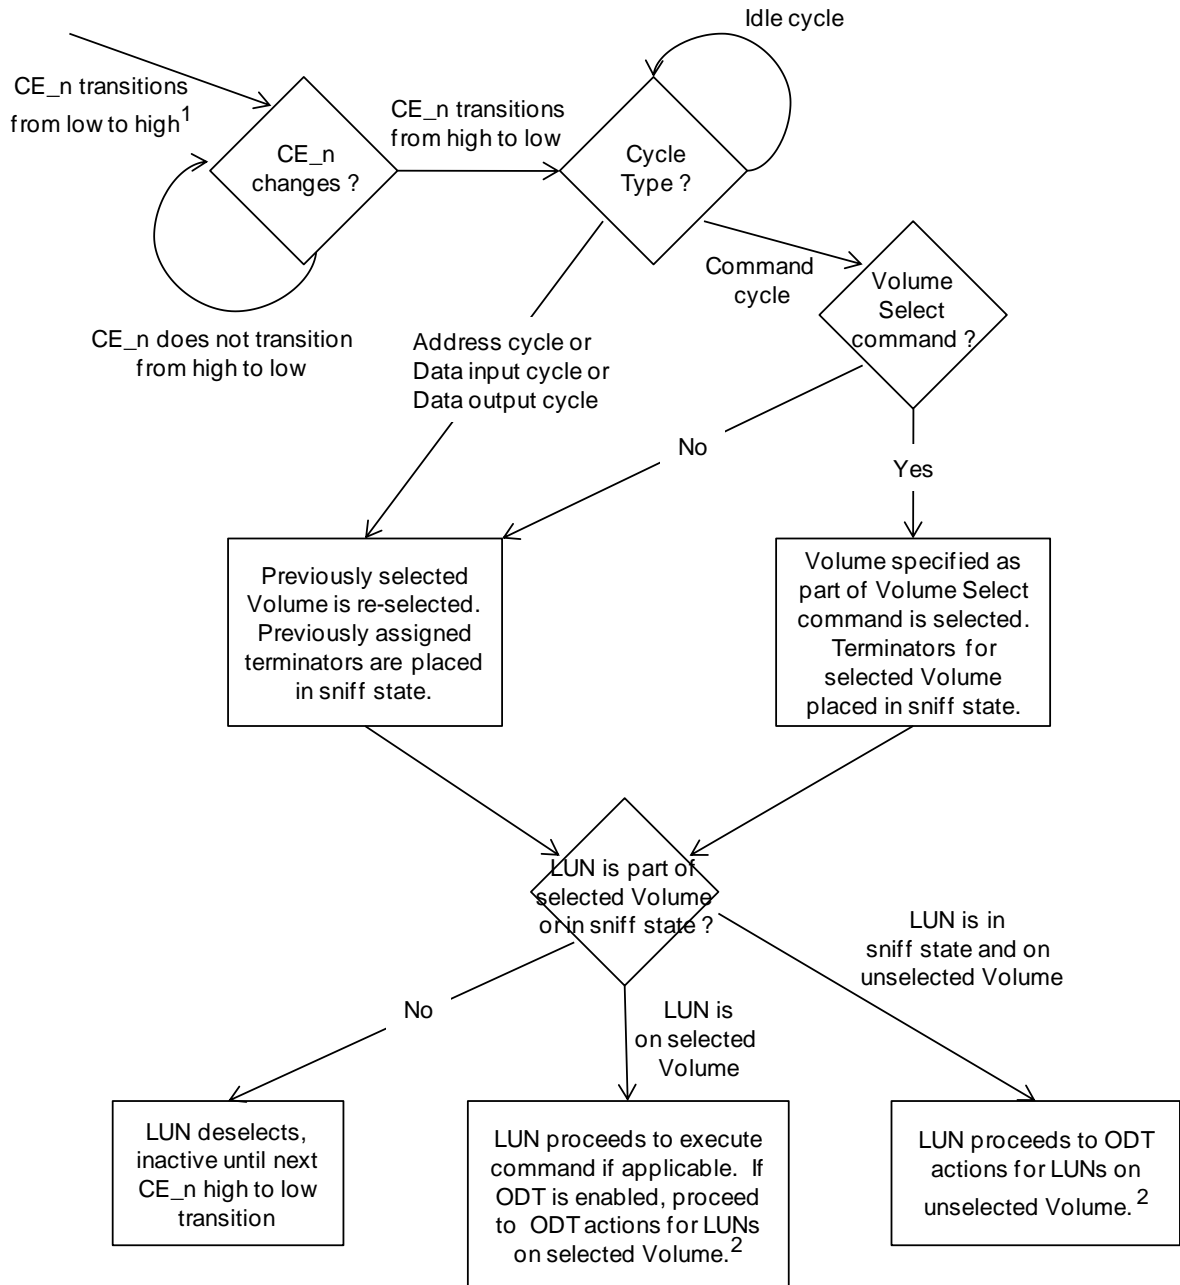 Idle cycle
CE_n transitions
from low to high1
CE_n transitions
from high to low
CE_n
changes ?
Cycle
Type ?
CE_n does not transition
from high to low
Command
cycle
Volume
Select
command ?
Address cycle or
Data input cycle or
Data output cycle
No
Yes
Previously selected
Volume is re-selected.
Previously assigned
terminators are placed
in sniff state.
Volume specified as
part of Volume Select
command is selected.
Terminators for
selected Volume
placed in sniff state.
LUN is part of
selected Volume
or in sniff state ?
LUN is in
sniff state and on
unselected Volume
No
LUN is
on selected
Volume
LUN deselects,
inactive until next
CE_n high to low
transition
LUN proceeds to execute
command if applicable. If
ODT is enabled, proceed
to ODT actions for LUNs
on selected Volume.2
LUN proceeds to ODT
actions for LUNs on
unselected Volume.2